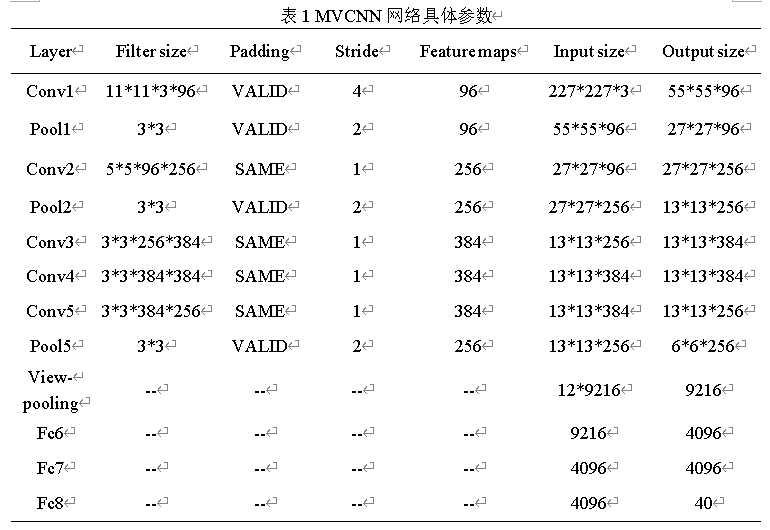 表 1 MVCNN 网络具体参数↵
Layer↵ Filter size↵ Padding↵ Stride↵ Feature maps↵ Input size↵ Output size↵
Conv1↵ 11*11*3*96↵ VALID↵ 4↵ 96↵ 227*227*3↵ 55*55*96↵
Pool1↵ 3*3↵ VALID↵ 2↵ 96↵ 55*55*96↵ 27*27*96↵
Conv2↵ 5*5*96*256↵ SAME↵ 1↵ 256↵ 27*27*96↵ 27*27*256↵
Pool2↵ 3*3↵ VALID↵ 2↵ 256↵ 27*27*256↵ 13*13*256↵
Conv3↵ 3*3*256*384↵ SAME↵ 1↵ 384↵ 13*13*256↵ 13*13*384↵
Conv4↵ 3*3*384*384↵ SAME↵ 1↵ 384↵ 13*13*384↵ 13*13*384↵
Conv5↵ 3*3*384*256↵ SAME↵ 1↵ 384↵ 13*13*384↵ 13*13*256↵
Pool5↵ 3*3↵ VALID↵ 2↵ 256↵ 13*13*256↵ 6*6*256↵
View-
pooling↵ --↵ --↵ --↵ --↵ 12*9216↵ 9216↵
Fc6↵ --↵ --↵ --↵ --↵ 9216↵ 4096↵
Fc7↵ --↵ --↵ --↵ --↵ 4096↵ 4096↵
Fc8↵ --↵ --↵ --↵ --↵ 4096↵ 40↵